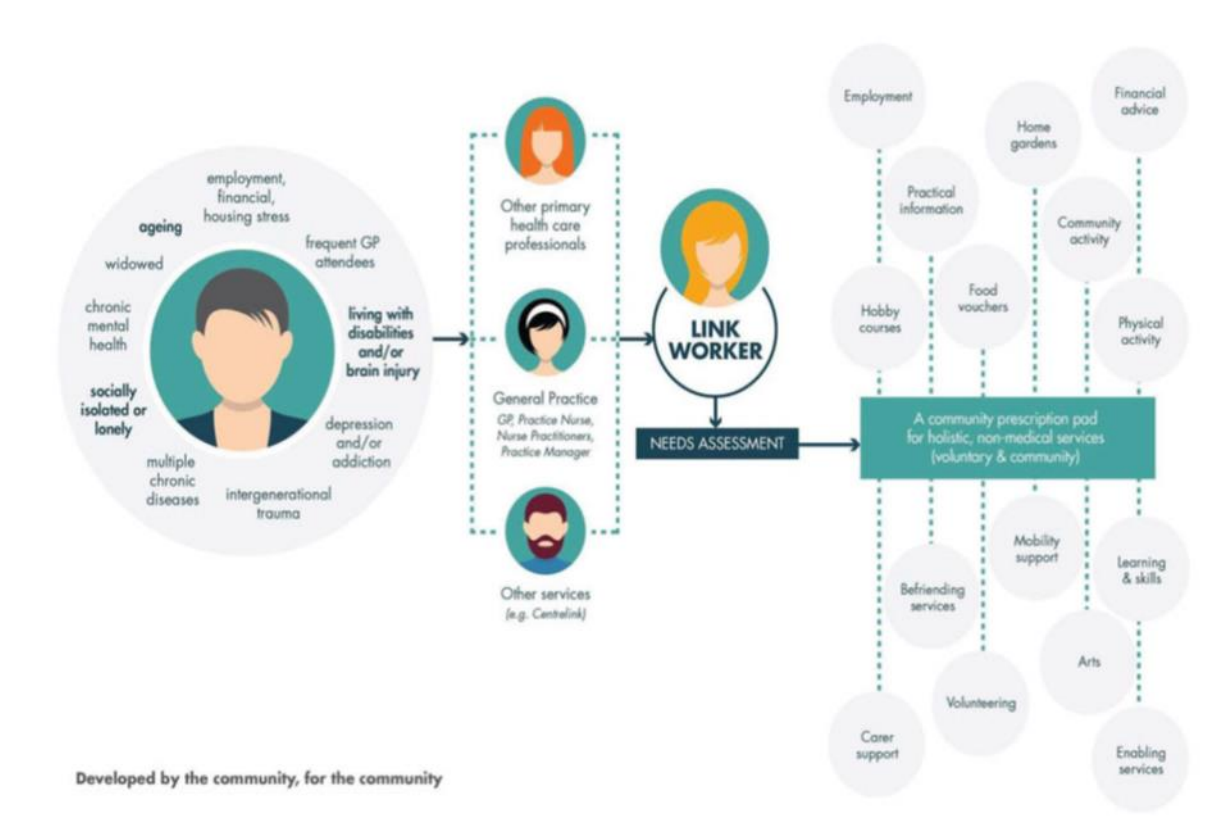 employment,
financial,
housing stress
ageing
frequent GP
attendees
widowed
chronic
mental
health
living with
disabilities
and/or
brain injury
socially
isolated or
lonely
depression
and/or
addiction
multiple
chronic
diseases
intergenerational
trauma
Other primary
health care
professionals
General Practice
GP, Practice Nurse,
Nurse Practitioners,
Practice Manager
Other services
(e.g. Centrelink)
LINK
WORKER
NEEDS ASSESSMENT
Employment
Financial
advice
Home
gardens
Practical
information
Community
activity
Food
vouchers
Hobby
courses
Physical
activity
A community prescription pad
for holistic, non-medical services
(voluntary & community)
Mobility
support
Learning
& skills
Befriending
services
Arts
Volunteering
Carer
support
Enabling
services
Developed by the community, for the community